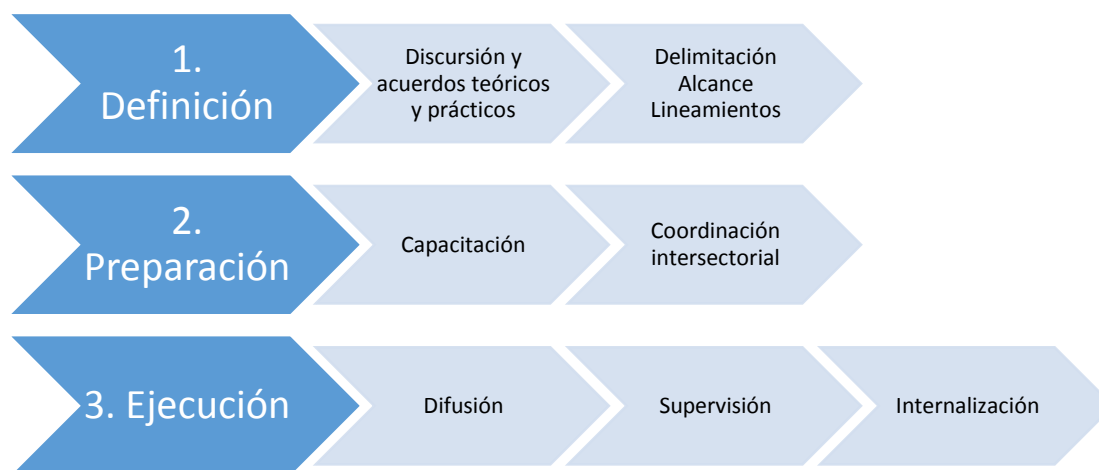 1.
Definición
Discursión y
acuerdos teóricos
y prácticos
Delimitación
Alcance
Lineamientos
2.
Preparación
Capacitación
Coordinación
intersectorial
3. Ejecución
Difusión
Supervisión
Internalización